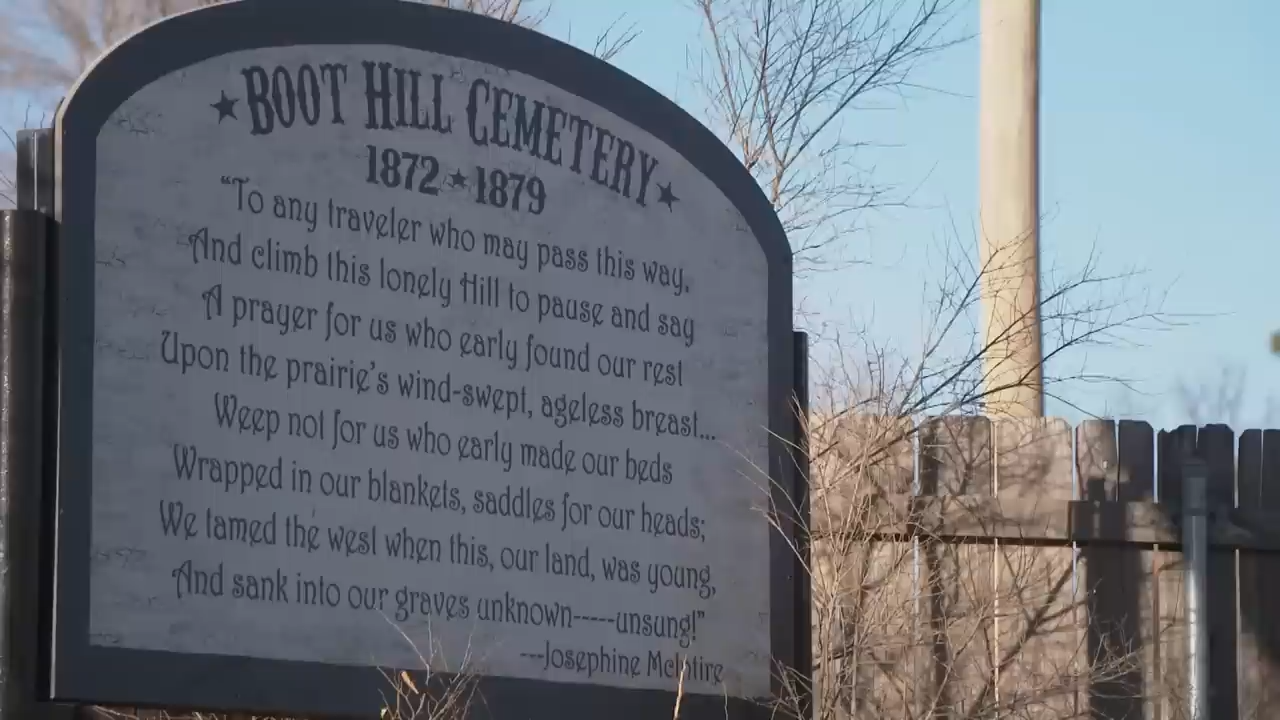 ★BOOT HILL CEMETERY★
1872★1879
“To any traveler who may pass this way,
And climb this lonely Hill to pause and say
A prayer for us who early found our rest
Upon the prairie’s wind-swept, ageless breast...
Weep not for us who early made our beds
Wrapped in our blankets, saddles for our heads;
We tamed the west when this, our land, was young,
And sank into our graves unknown-----unsung!”
---Josephine McIntire